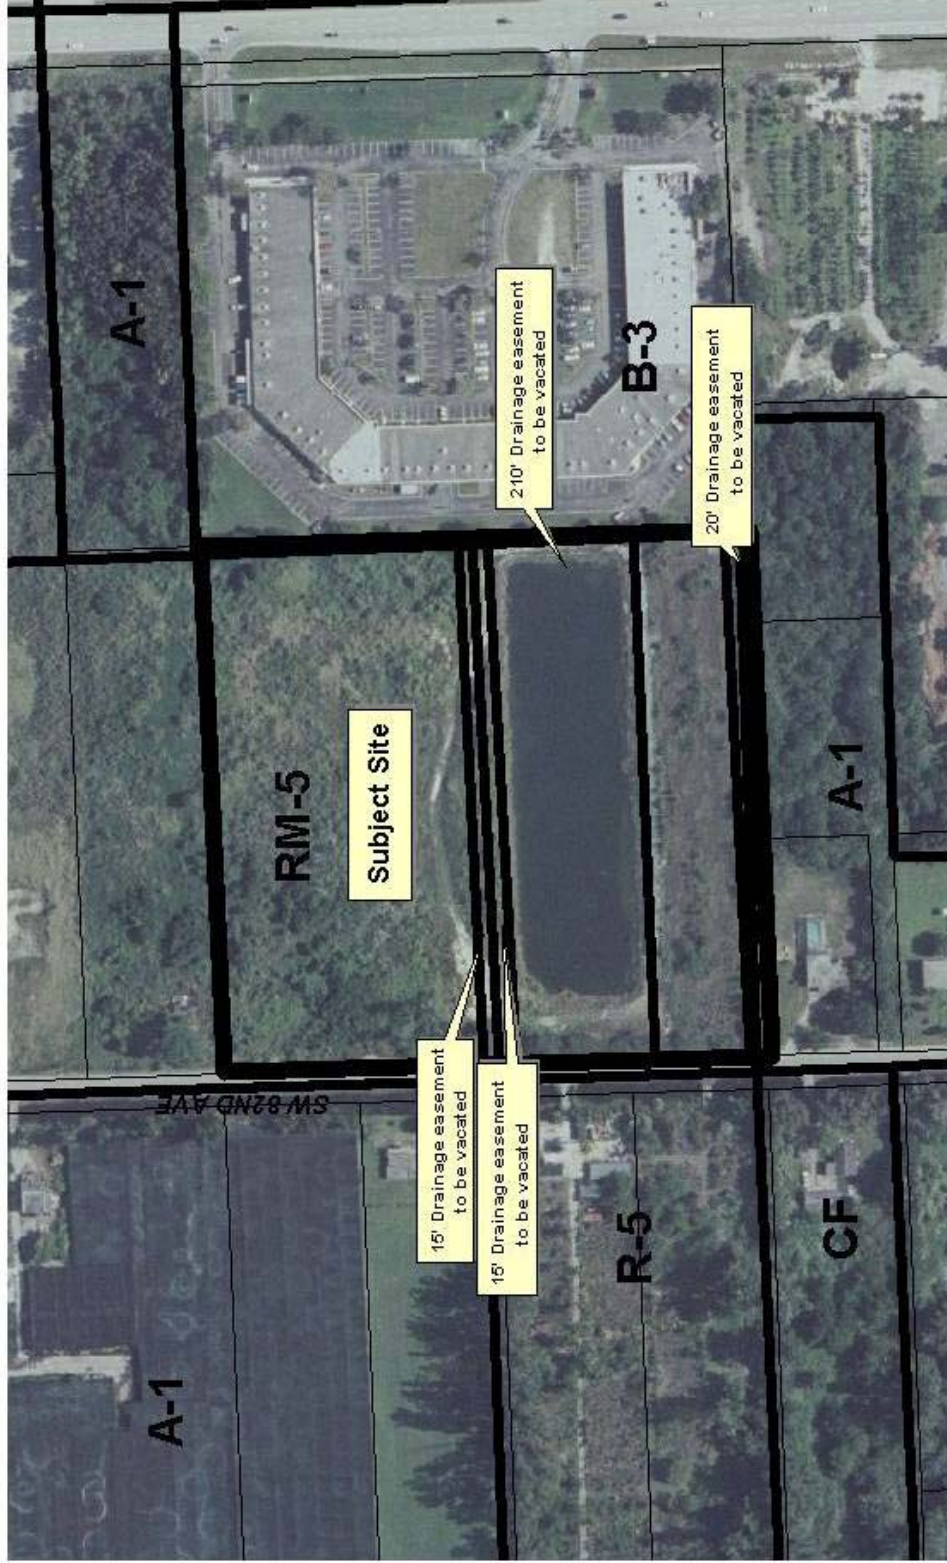 A-1
A-1
SW 82ND AVE
RM-5
Subject Site
15' Drainage easement
to be vacated
15' Drainage easement
to be vacated
210' Drainage easement
to be vacated
R-5
B-3
20' Drainage easement
to be vacated
CF
A-1